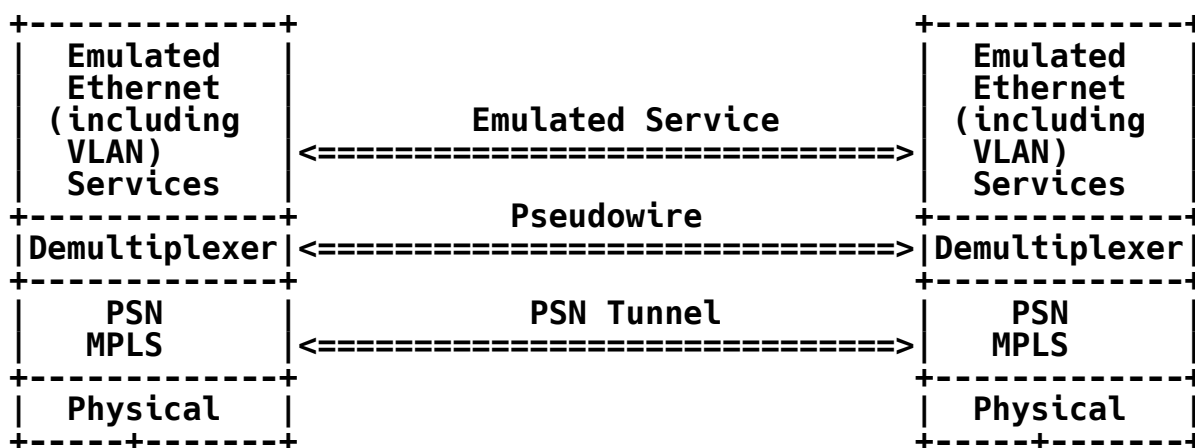 +-------------+                                +-------------+
|  Emulated   |                                |  Emulated   |
|  Ethernet   |                                |  Ethernet   |
| (including  |        Emulated Service        | (including  |
|  VLAN)      |<==============================>|  VLAN)      |
|  Services   |                                |  Services   |
+-------------+           Pseudowire           +-------------+
|Demultiplexer|<==============================>|Demultiplexer|
+-------------+                                +-------------+
|    PSN      |           PSN Tunnel           |    PSN      |
|   MPLS      |<==============================>|   MPLS      |
+-------------+                                +-------------+
|  Physical   |                                |  Physical   |
+-----+-------+                                +-----+-------+